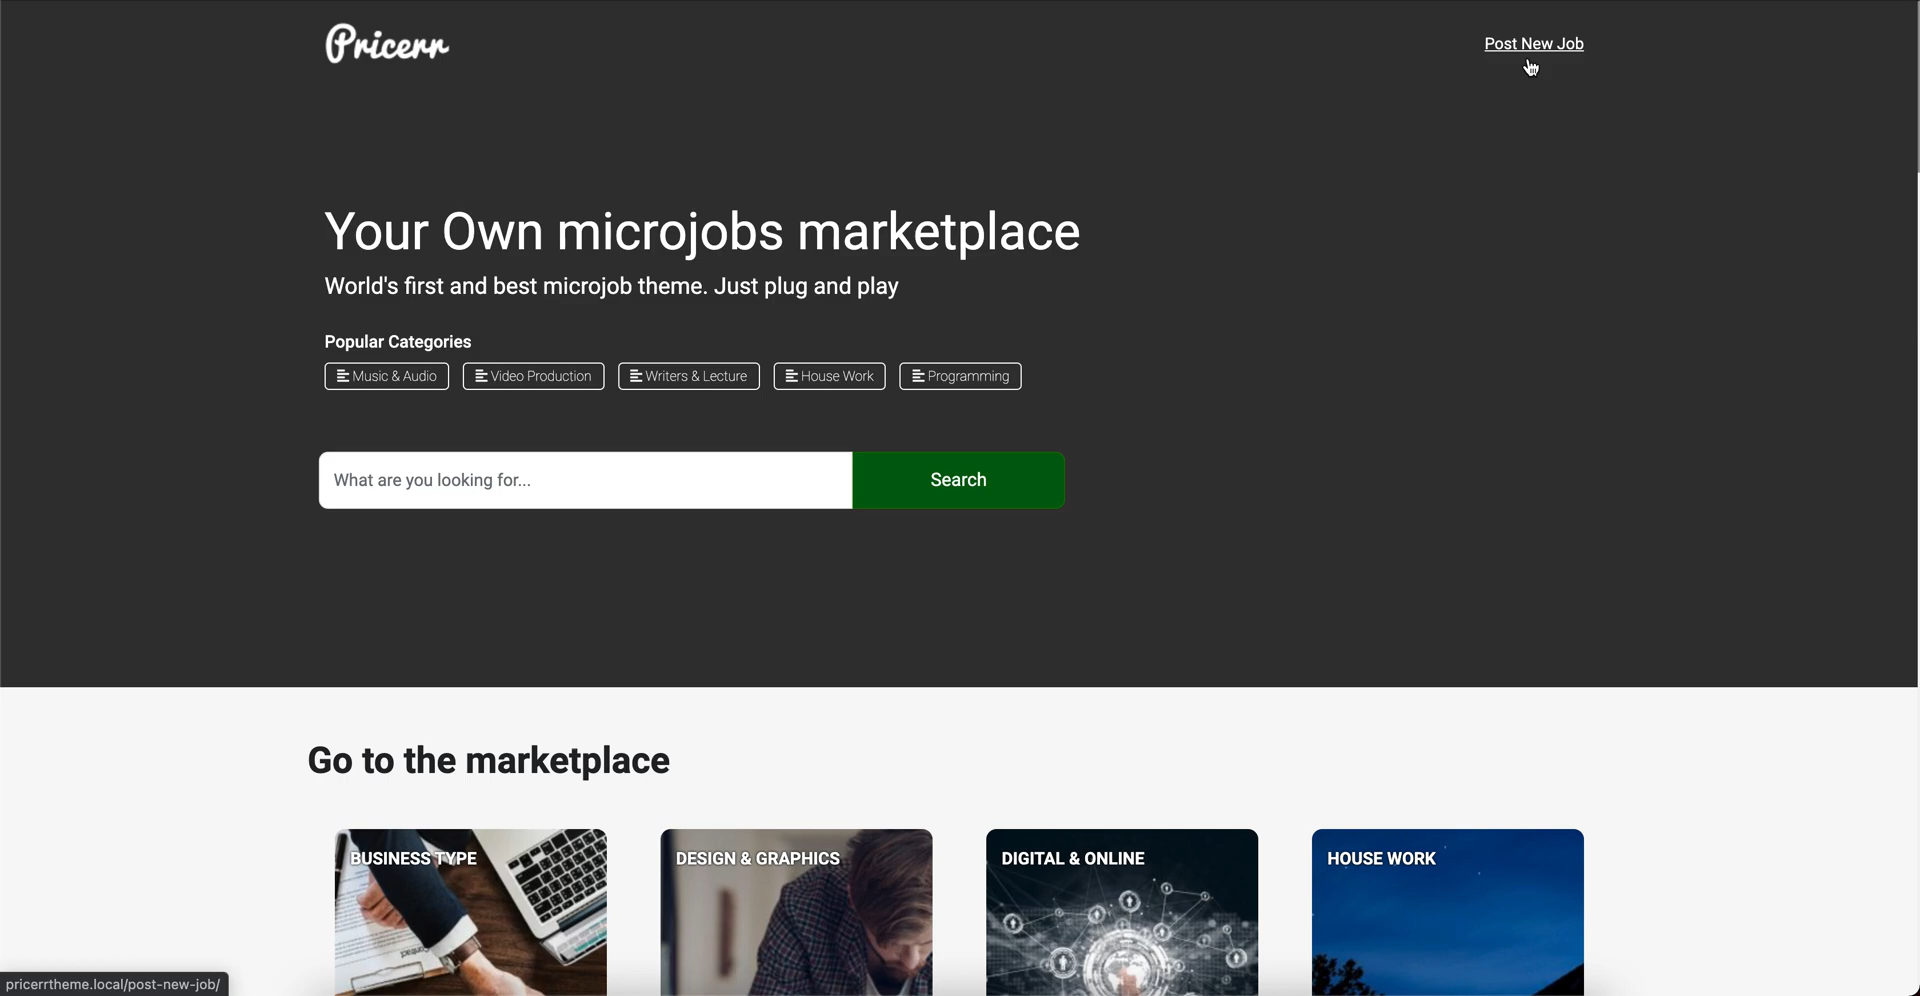 Pricerr
Post New Job
Your Own microjobs marketplace
World's first and best microjob theme. Just plug and play
Popular Categories
Music & Audio
Video Production
Writers & Lecture
House Work
Programming
What are you looking for...
Search
Go to the marketplace
BUSINESS TYPE
DESIGN & GRAPHICS
DIGITAL & ONLINE
HOUSE WORK
Contract
pricerrtheme.local/post-new-job/